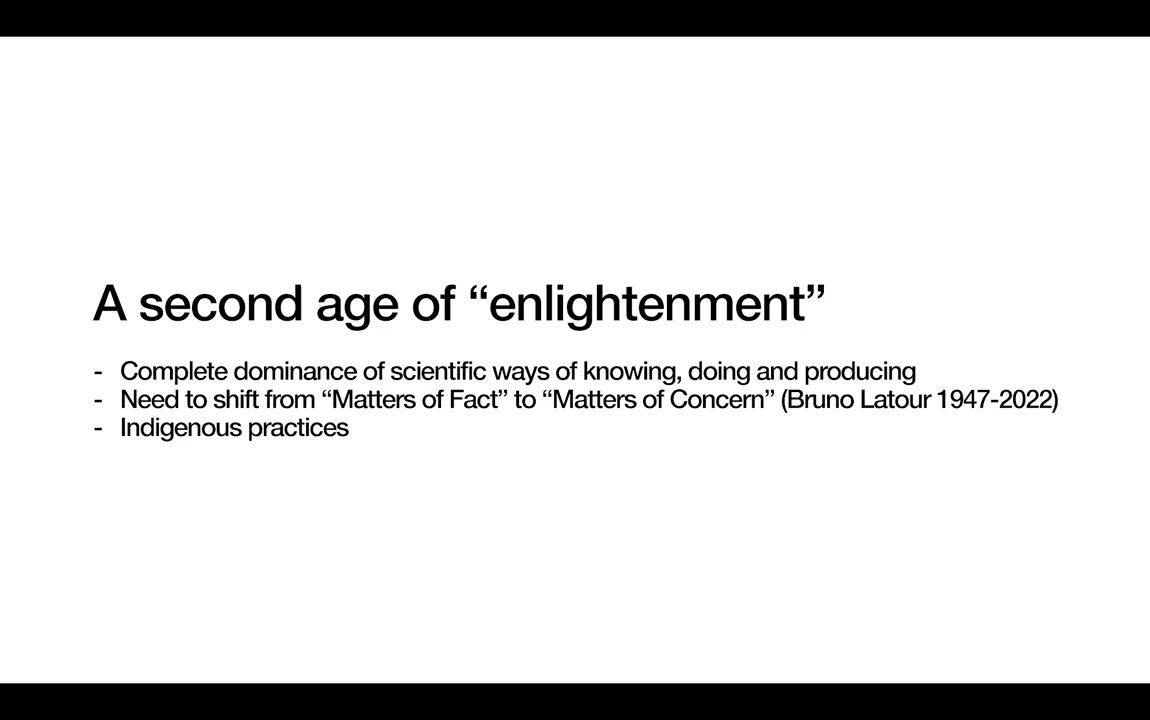 A second age of “enlightenment”
- Complete dominance of scientific ways of knowing, doing and producing
- Need to shift from “Matters of Fact” to “Matters of Concern” (Bruno Latour 1947-2022)
- Indigenous practices